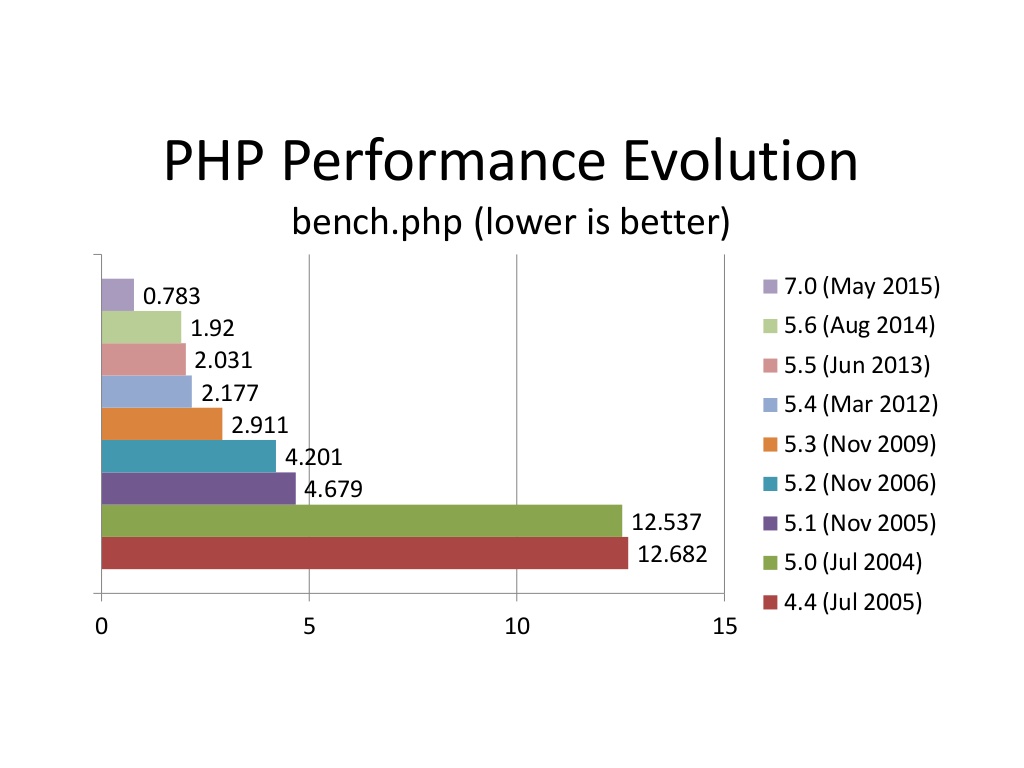 PHP Performance Evolution
bench.php (lower is better)
0.783
1.92
2.031
2.177
2.911
4.201
4.679
12.537
12.682
0 5 10 15
7.0 (May 2015)
5.6 (Aug 2014)
5.5 (Jun 2013)
5.4 (Mar 2012)
5.3 (Nov 2009)
5.2 (Nov 2006)
5.1 (Nov 2005)
5.0 (Jul 2004)
4.4 (Jul 2005)